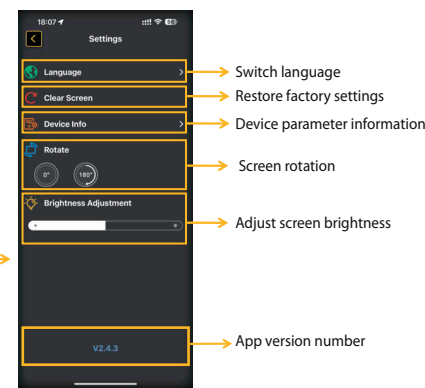 18:07
Settings
Language
Switch language
Clear Screen
Restore factory settings
Device Info
Device parameter information
Rotate
0°
180°
Screen rotation
Brightness Adjustment
Adjust screen brightness
V2.4.3
App version number